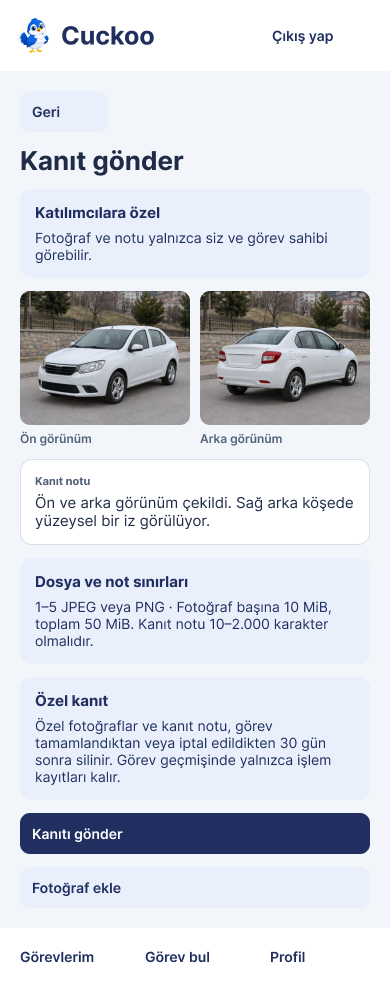 Cuckoo
Çıkış yap
Geri
Kanıt gönder
Katılımcılara özel
Fotoğraf ve notu yalnızca siz ve görev sahibi
görebilir.
Ön görünüm
Arka görünüm
Kanıt notu
Ön ve arka görünüm çekildi. Sağ arka köşede
yüzeysel bir iz görülüyor.
Dosya ve not sınırları
1–5 JPEG veya PNG · Fotoğraf başına 10 MiB,
toplam 50 MiB. Kanıt notu 10–2.000 karakter
olmalıdır.
Özel kanıt
Özel fotoğraflar ve kanıt notu, görev
tamamlandıktan veya iptal edildikten 30 gün
sonra silinir. Görev geçmişinde yalnızca işlem
kayıtları kalır.
Kanıtı gönder
Fotoğraf ekle
Görevlerim
Görev bul
Profil